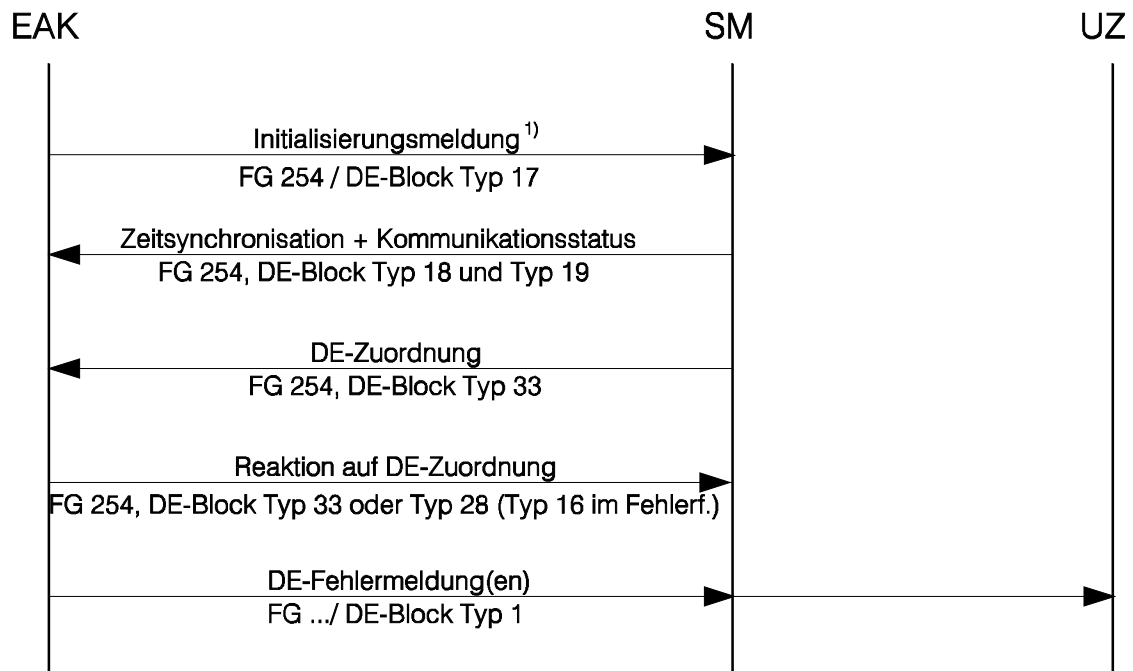 EAK SM UZ
Initialisierungsmeldung 1)
FG 254 / DE-Block Typ 17
Zeitsynchronisation + Kommunikationsstatus
FG 254, DE-Block Typ 18 und Typ 19
DE-Zuordnung
FG 254, DE-Block Typ 33
Reaktion auf DE-Zuordnung
FG 254, DE-Block Typ 33 oder Typ 28 (Typ 16 im Fehlerf.)
DE-Fehlermeldung(en)
FG .../ DE-Block Typ 1